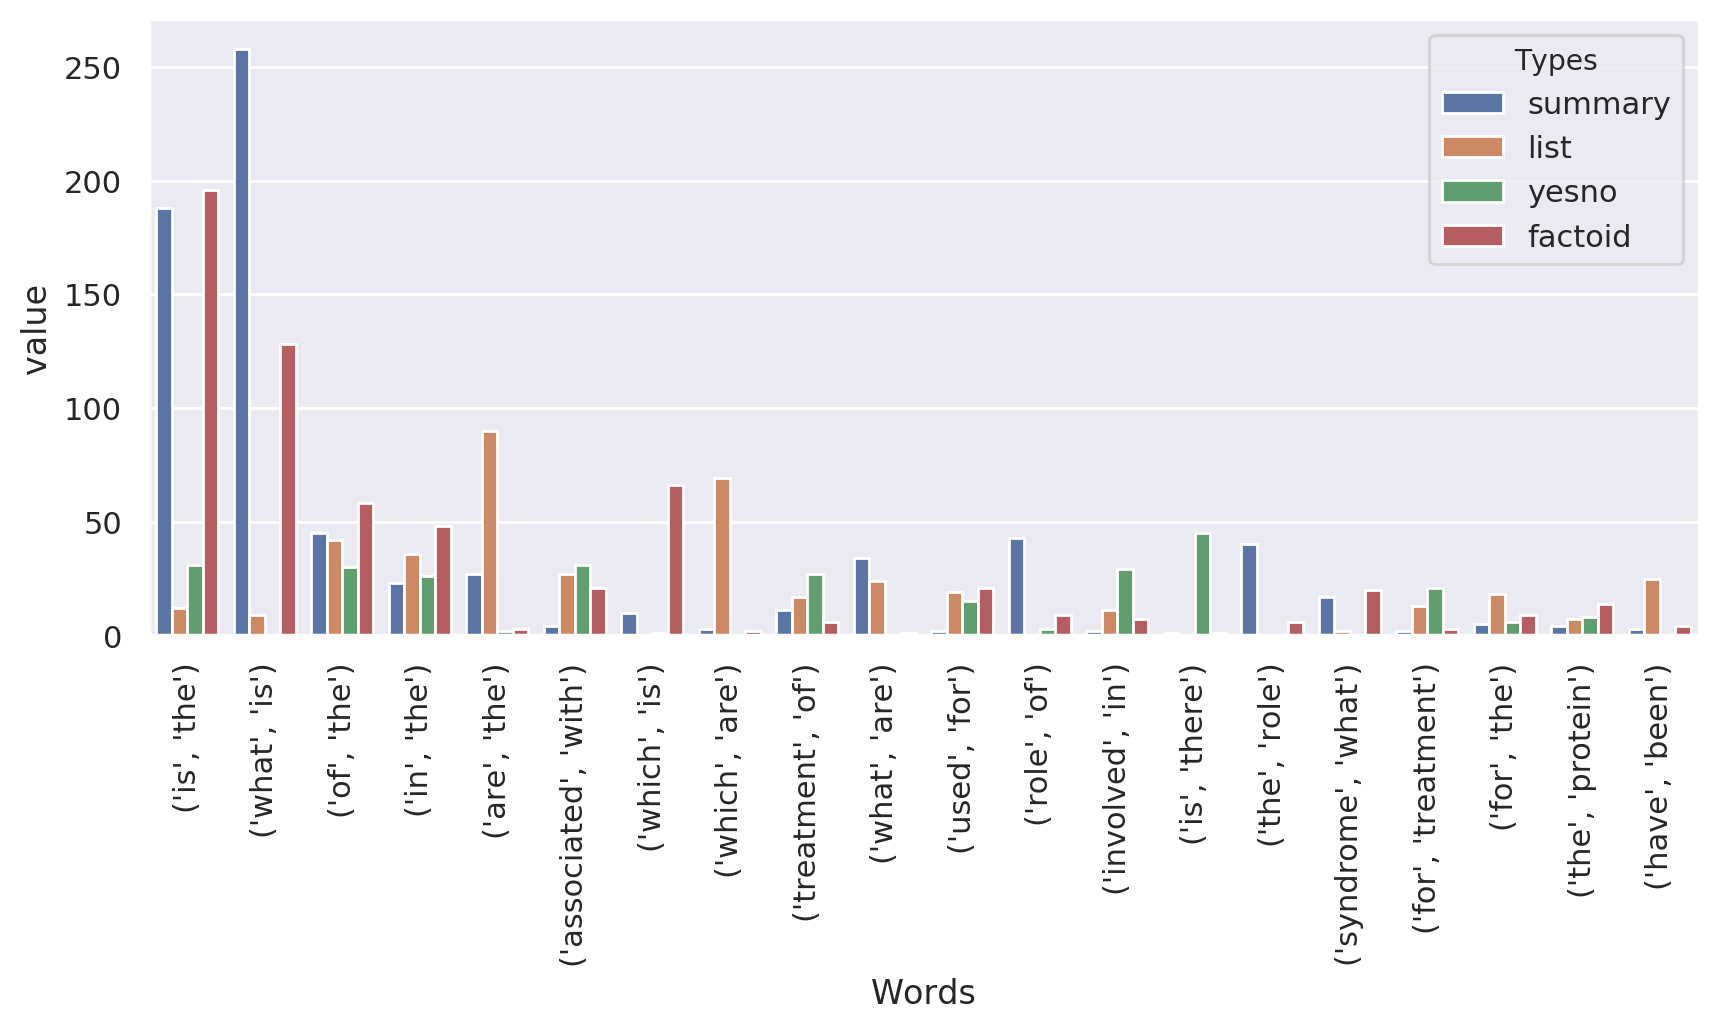 Types
summary
list
yesno
factoid
value
250
200
150
100
50
0
('is', 'the')
('what', 'is')
('of', 'the')
('in', 'the')
('are', 'the')
('associated', 'with')
('which', 'is')
('which', 'are')
('treatment', 'of')
('what', 'are')
('used', 'for')
('role', 'of')
('involved', 'in')
('is', 'there')
('the', 'role')
('syndrome', 'what')
('for', 'treatment')
('for', 'the')
('the', 'protein')
('have', 'been')
Words